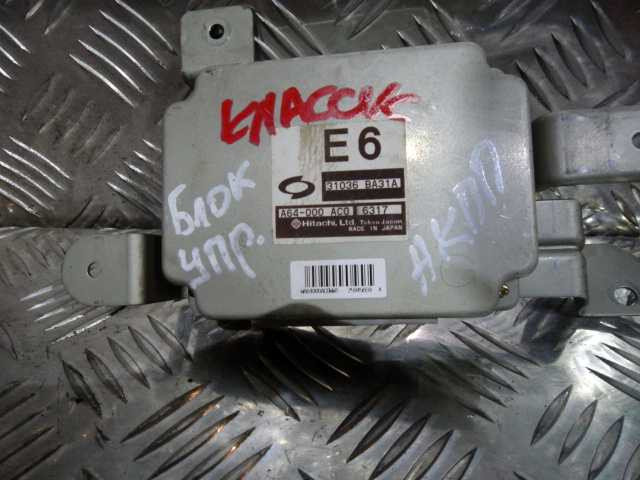 КЛАССИК
E6
31036 BA31A
A64-000 AC0 6317
Hitachi, Ltd. Tokyo Japan
MADE IN JAPAN
БЛОК
УПР.
АКПП